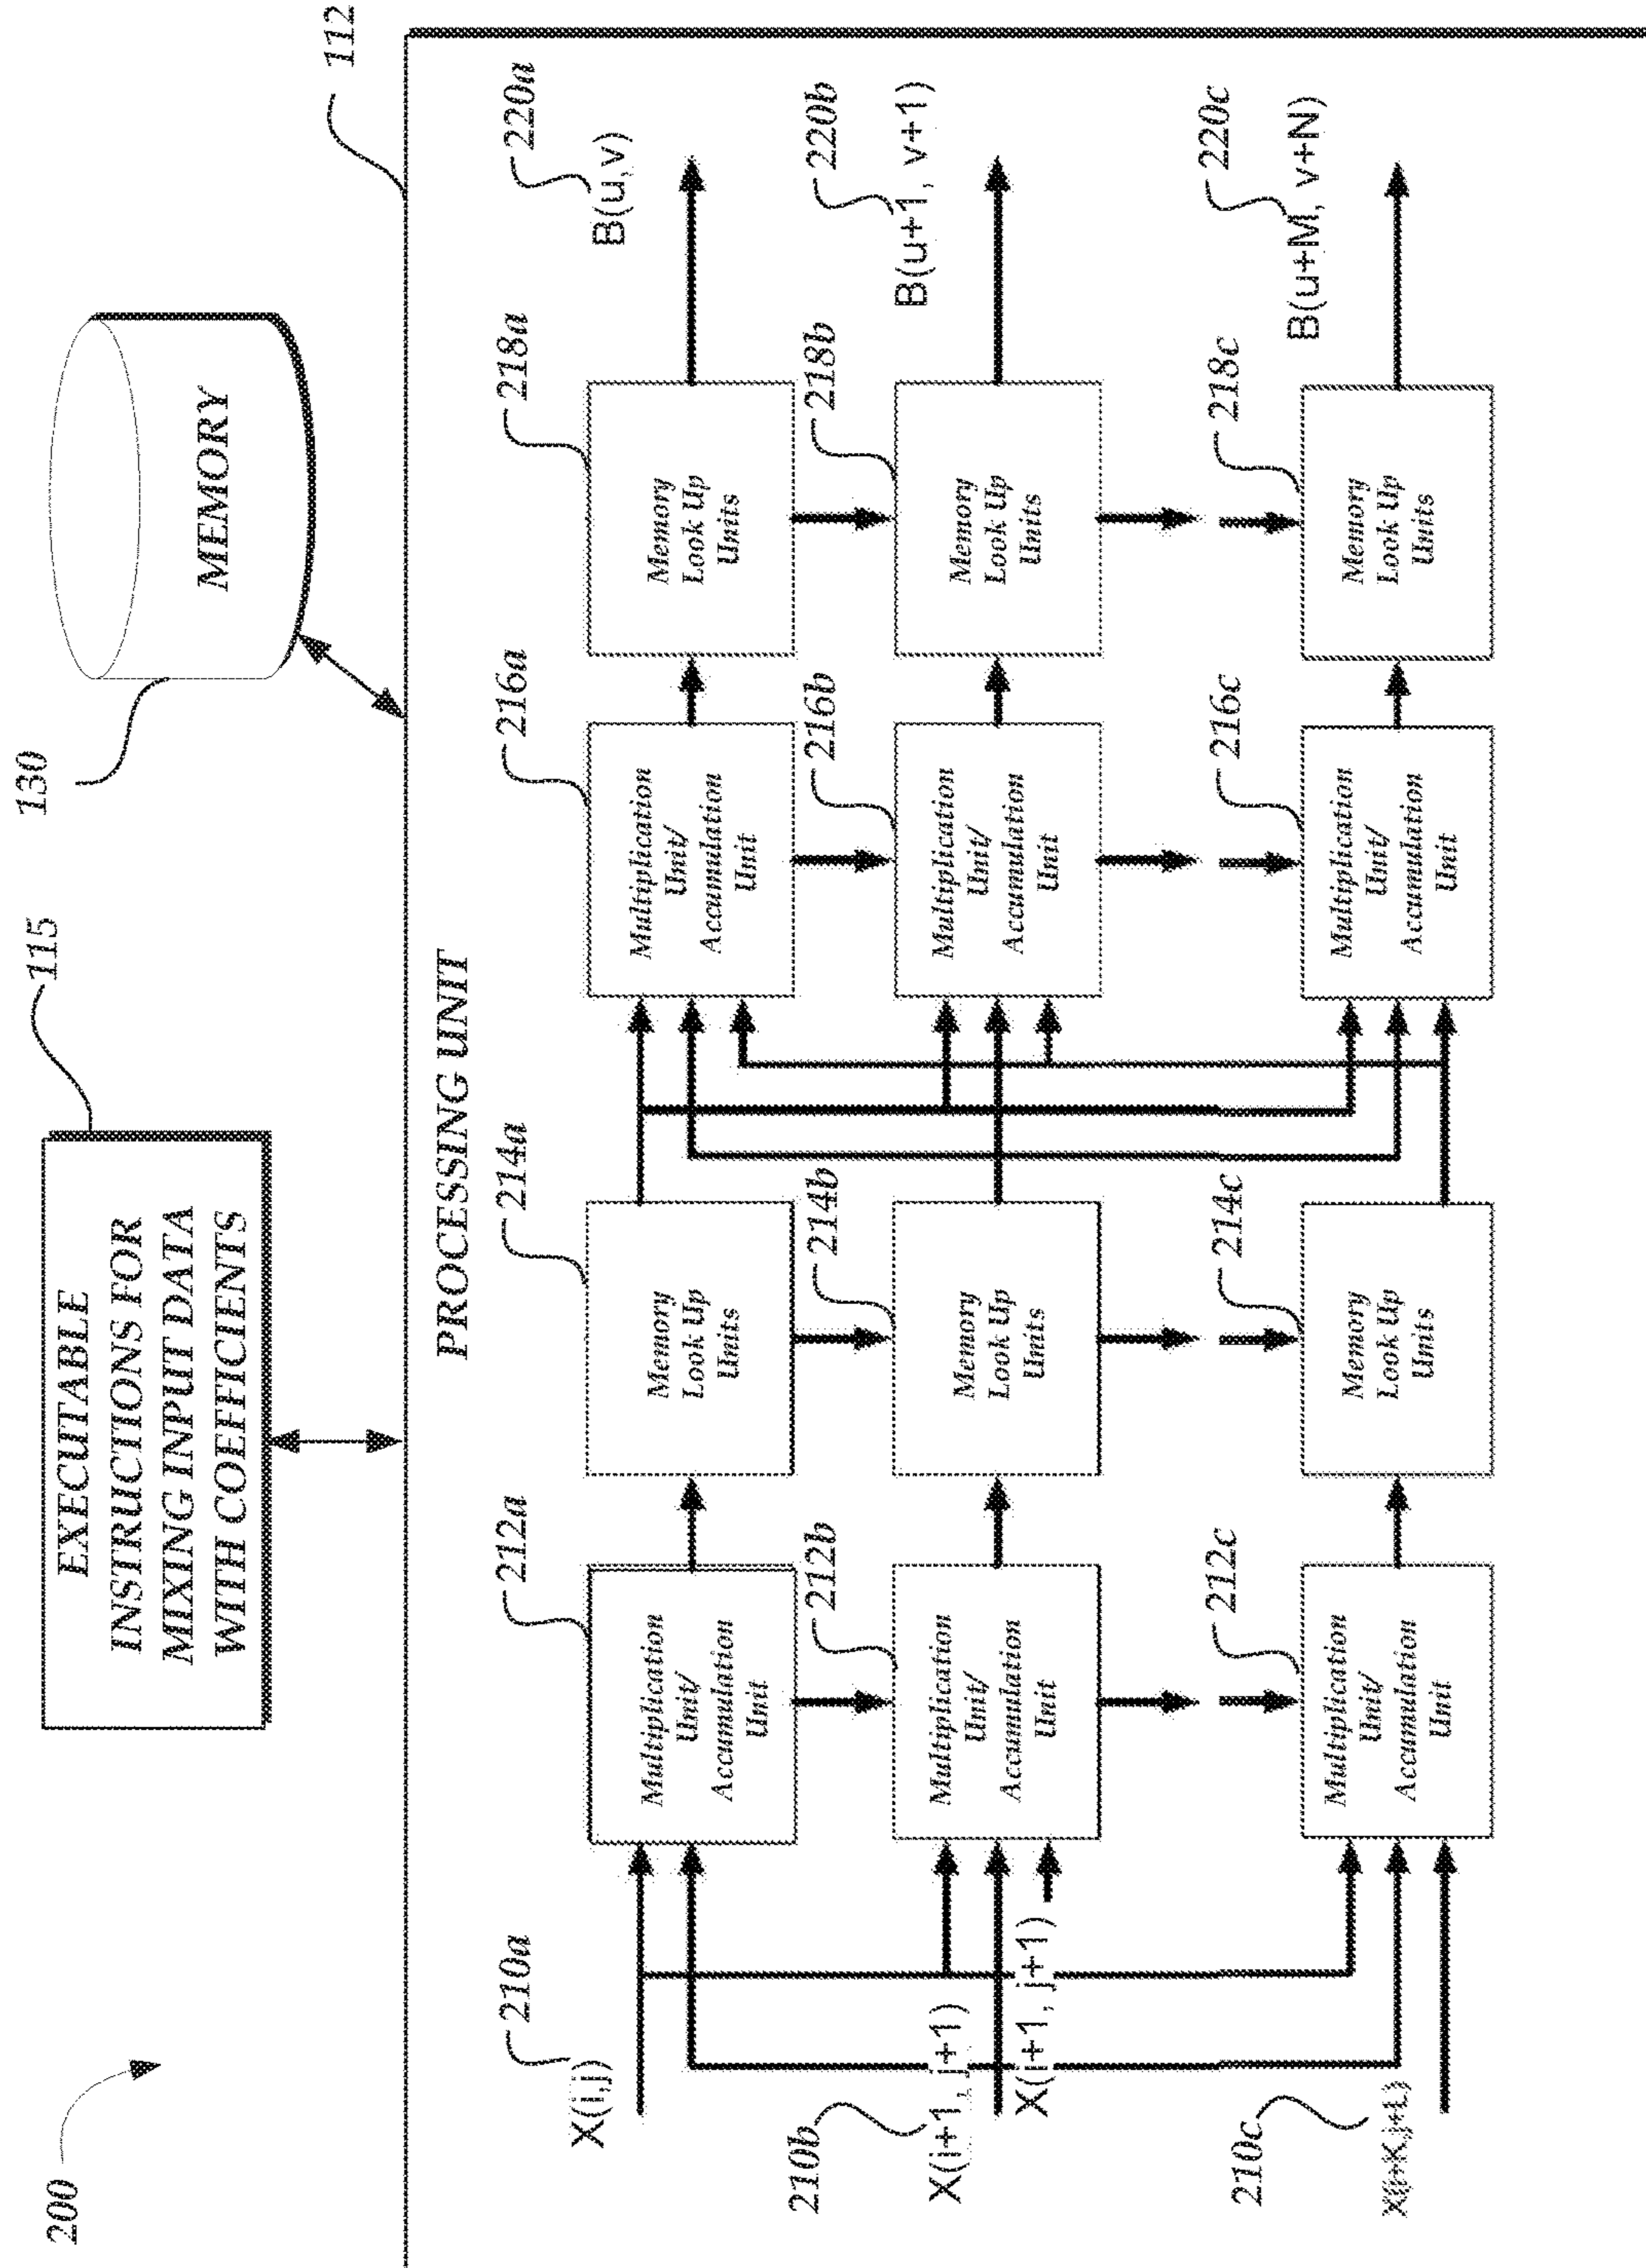 200
EXECUTABLE
INSTRUCTIONS FOR
MIXING INPUT DATA
WITH COEFFICIENTS
115
130
MEMORY
112
PROCESSING UNIT
210a
X(i,j)
212a
Multiplication
Unit/
Accumulation
Unit
214a
Memory
Look Up
Units
216a
Multiplication
Unit/
Accumulation
Unit
218a
Memory
Look Up
Units
220a
B(u,v)
210b
X(i+1, j+1)
X(i+1, j+1)
212b
Multiplication
Unit/
Accumulation
Unit
214b
Memory
Look Up
Units
216b
Multiplication
Unit/
Accumulation
Unit
218b
Memory
Look Up
Units
220b
B(u+1, v+1)
210c
X(i+K,j+L)
212c
Multiplication
Unit/
Accumulation
Unit
214c
Memory
Look Up
Units
216c
Multiplication
Unit/
Accumulation
Unit
218c
Memory
Look Up
Units
220c
B(u+M, v+N)